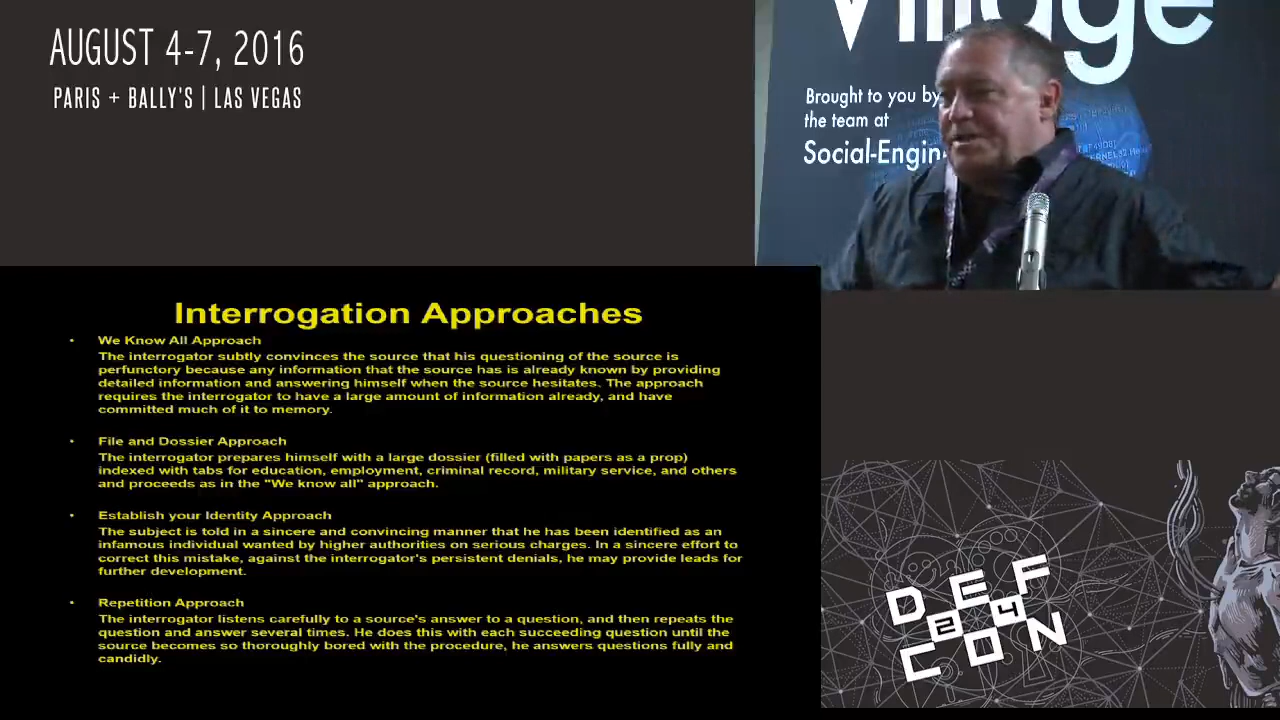 AUGUST 4-7, 2016
PARIS + BALLY'S | LAS VEGAS
Village
Brought to you by
the team at
Social-Engin
Interrogation Approaches
• We Know All Approach
The interrogator subtly convinces the source that his questioning of the source is
perfunctory because any information that the source has is already known by providing
detailed information and answering himself when the source hesitates. The approach
requires the interrogator to have a large amount of information already, and have
committed much of it to memory.
• File and Dossier Approach
The interrogator prepares himself with a large dossier (filled with papers as a prop)
indexed with tabs for education, employment, criminal record, military service, and others
and proceeds as in the "We know all" approach.
• Establish your Identity Approach
The subject is told in a sincere and convincing manner that he has been identified as an
infamous individual wanted by higher authorities on serious charges. In a sincere effort to
correct this mistake, against the interrogator's persistent denials, he may provide leads for
further development.
• Repetition Approach
The interrogator listens carefully to a source's answer to a question, and then repeats the
question and answer several times. He does this with each succeeding question until the
source becomes so thoroughly bored with the procedure, he answers questions fully and
candidly.
DEF
24
CON